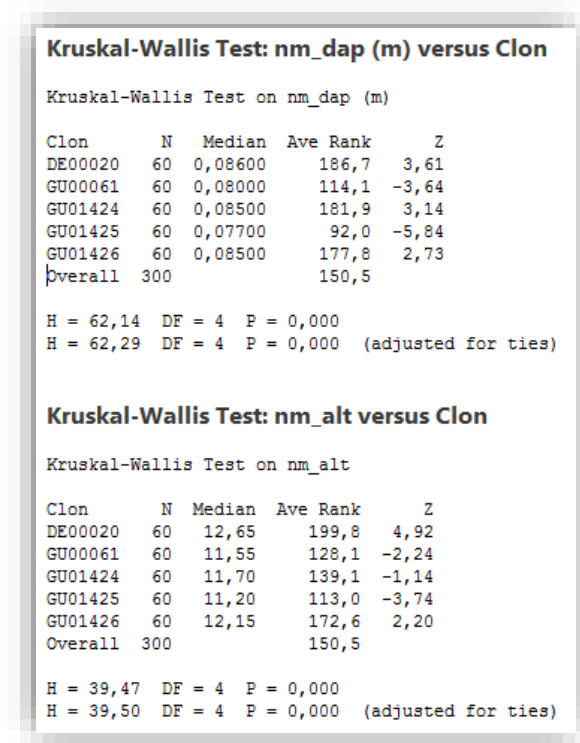 Kruskal-Wallis Test: nm_dap (m) versus Clon
Kruskal-Wallis Test on nm_dap (m)
Clon N Median Ave Rank Z
DE00020 60 0,08600 186,7 3,61
GU00061 60 0,08000 114,1 -3,64
GU01424 60 0,08500 181,9 3,14
GU01425 60 0,07700 92,0 -5,84
GU01426 60 0,08500 177,8 2,73
Overall 300 150,5
H = 62,14 DF = 4 P = 0,000
H = 62,29 DF = 4 P = 0,000 (adjusted for ties)
Kruskal-Wallis Test: nm_alt versus Clon
Kruskal-Wallis Test on nm_alt
Clon N Median Ave Rank Z
DE00020 60 12,65 199,8 4,92
GU00061 60 11,55 128,1 -2,24
GU01424 60 11,70 139,1 -1,14
GU01425 60 11,20 113,0 -3,74
GU01426 60 12,15 172,6 2,20
Overall 300 150,5
H = 39,47 DF = 4 P = 0,000
H = 39,50 DF = 4 P = 0,000 (adjusted for ties)